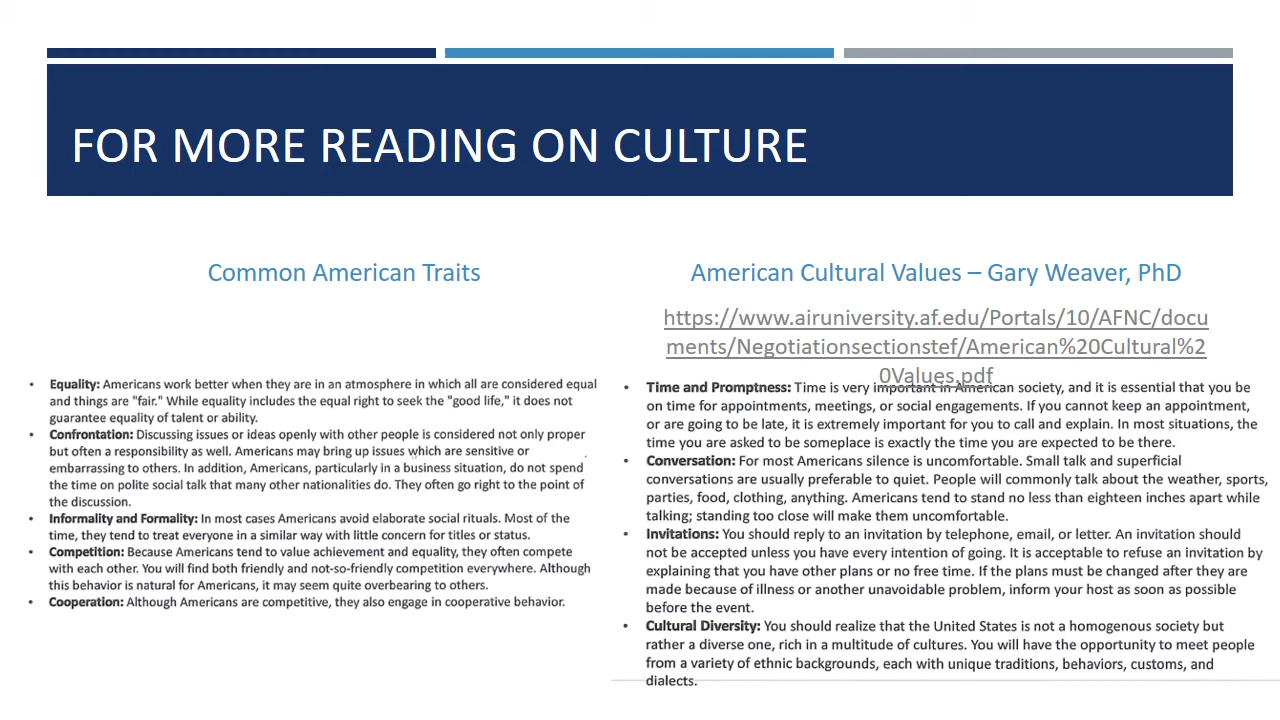 FOR MORE READING ON CULTURE
Common American Traits
• Equality: Americans work better when they are in an atmosphere in which all are considered equal
and things are "fair." While equality includes the equal right to seek the "good life," it does not
guarantee equality of talent or ability.
• Confrontation: Discussing issues or ideas openly with other people is considered not only proper
but often a responsibility as well. Americans may bring up issues which are sensitive or
embarrassing to others. In addition, Americans, particularly in a business situation, do not spend
the time on polite social talk that many other nationalities do. They often go right to the point of
the discussion.
• Informality and Formality: In most cases Americans avoid elaborate social rituals. Most of the
time, they tend to treat everyone in a similar way with little concern for titles or status.
• Competition: Because Americans tend to value achievement and equality, they often compete
with each other. You will find both friendly and not-so-friendly competition everywhere. Although
this behavior is natural for Americans, it may seem quite overbearing to others.
• Cooperation: Although Americans are competitive, they also engage in cooperative behavior.
American Cultural Values – Gary Weaver, PhD
https://www.airuniversity.af.edu/Portals/10/AFNC/docu
ments/Negotiationsectionstef/American%20Cultural%2
0Values.pdf
• Time and Promptness: Time is very important in American society, and it is essential that you be
on time for appointments, meetings, or social engagements. If you cannot keep an appointment,
or are going to be late, it is extremely important for you to call and explain. In most situations, the
time you are asked to be someplace is exactly the time you are expected to be there.
• Conversation: For most Americans silence is uncomfortable. Small talk and superficial
conversations are usually preferable to quiet. People will commonly talk about the weather, sports,
parties, food, clothing, anything. Americans tend to stand no less than eighteen inches apart while
talking; standing too close will make them uncomfortable.
• Invitations: You should reply to an invitation by telephone, email, or letter. An invitation should
not be accepted unless you have every intention of going. It is acceptable to refuse an invitation by
explaining that you have other plans or no free time. If the plans must be changed after they are
made because of illness or another unavoidable problem, inform your host as soon as possible
before the event.
• Cultural Diversity: You should realize that the United States is not a homogenous society but
rather a diverse one, rich in a multitude of cultures. You will have the opportunity to meet people
from a variety of ethnic backgrounds, each with unique traditions, behaviors, customs, and
dialects.